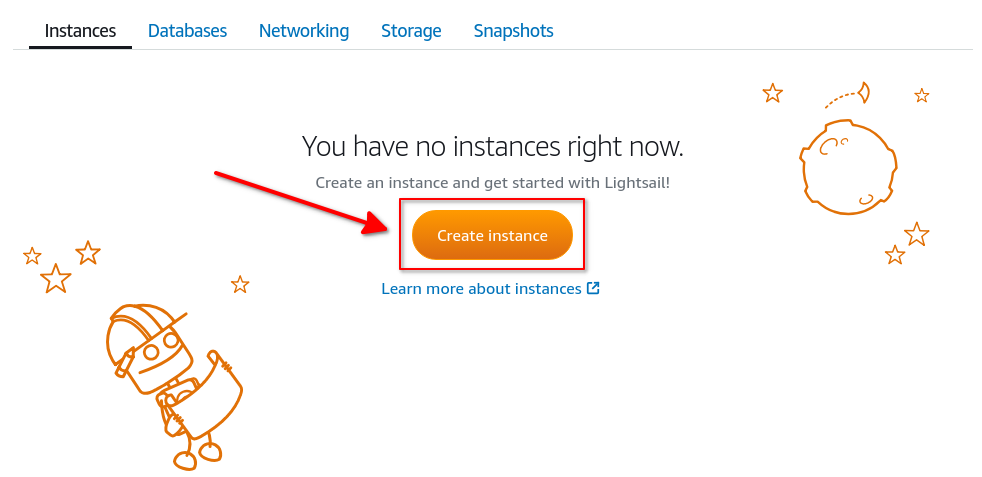 Instances Databases Networking Storage Snapshots
You have no instances right now.
Create an instance and get started with Lightsail!
Create instance
Learn more about instances